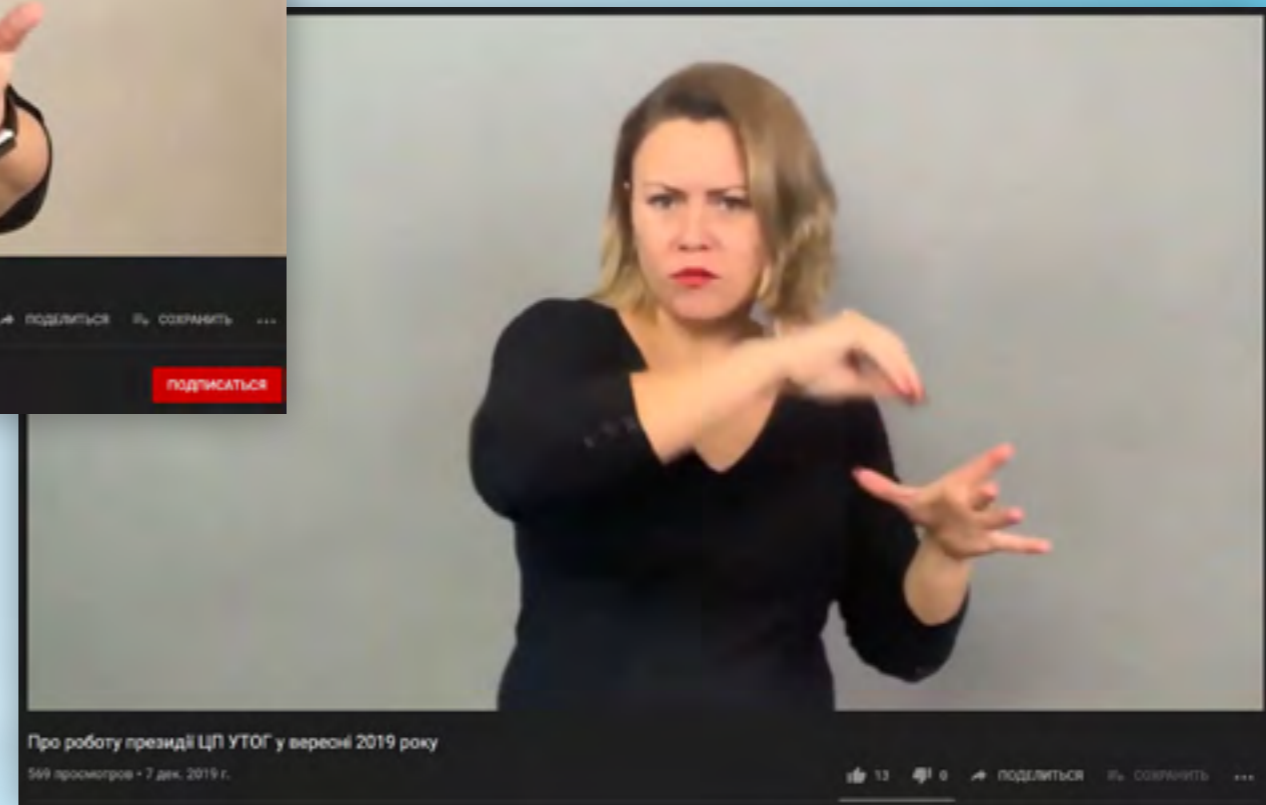 ПОДЕЛИТЬСЯ СОХРАНИТЬ ...
ПОДПИСАТЬСЯ
Про роботу президії ЦП УТОГ у вересні 2019 року
569 просмотров • 7 дек. 2019 г.
13 0 ПОДЕЛИТЬСЯ СОХРАНИТЬ ...